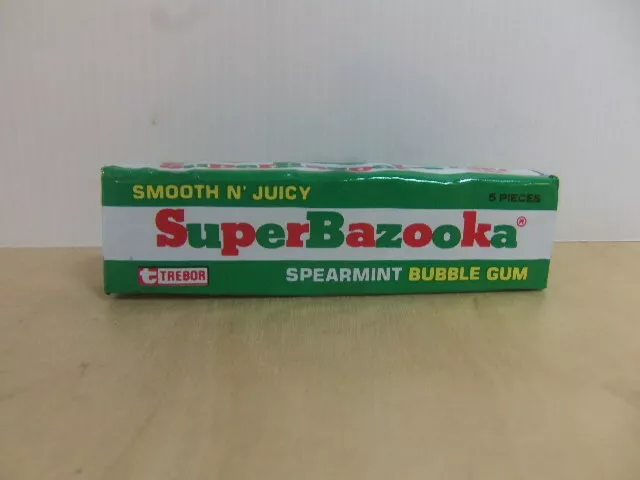 SMOOTH N' JUICY
5 PIECES
SuperBazooka®
t TREBOR
SPEARMINT BUBBLE GUM